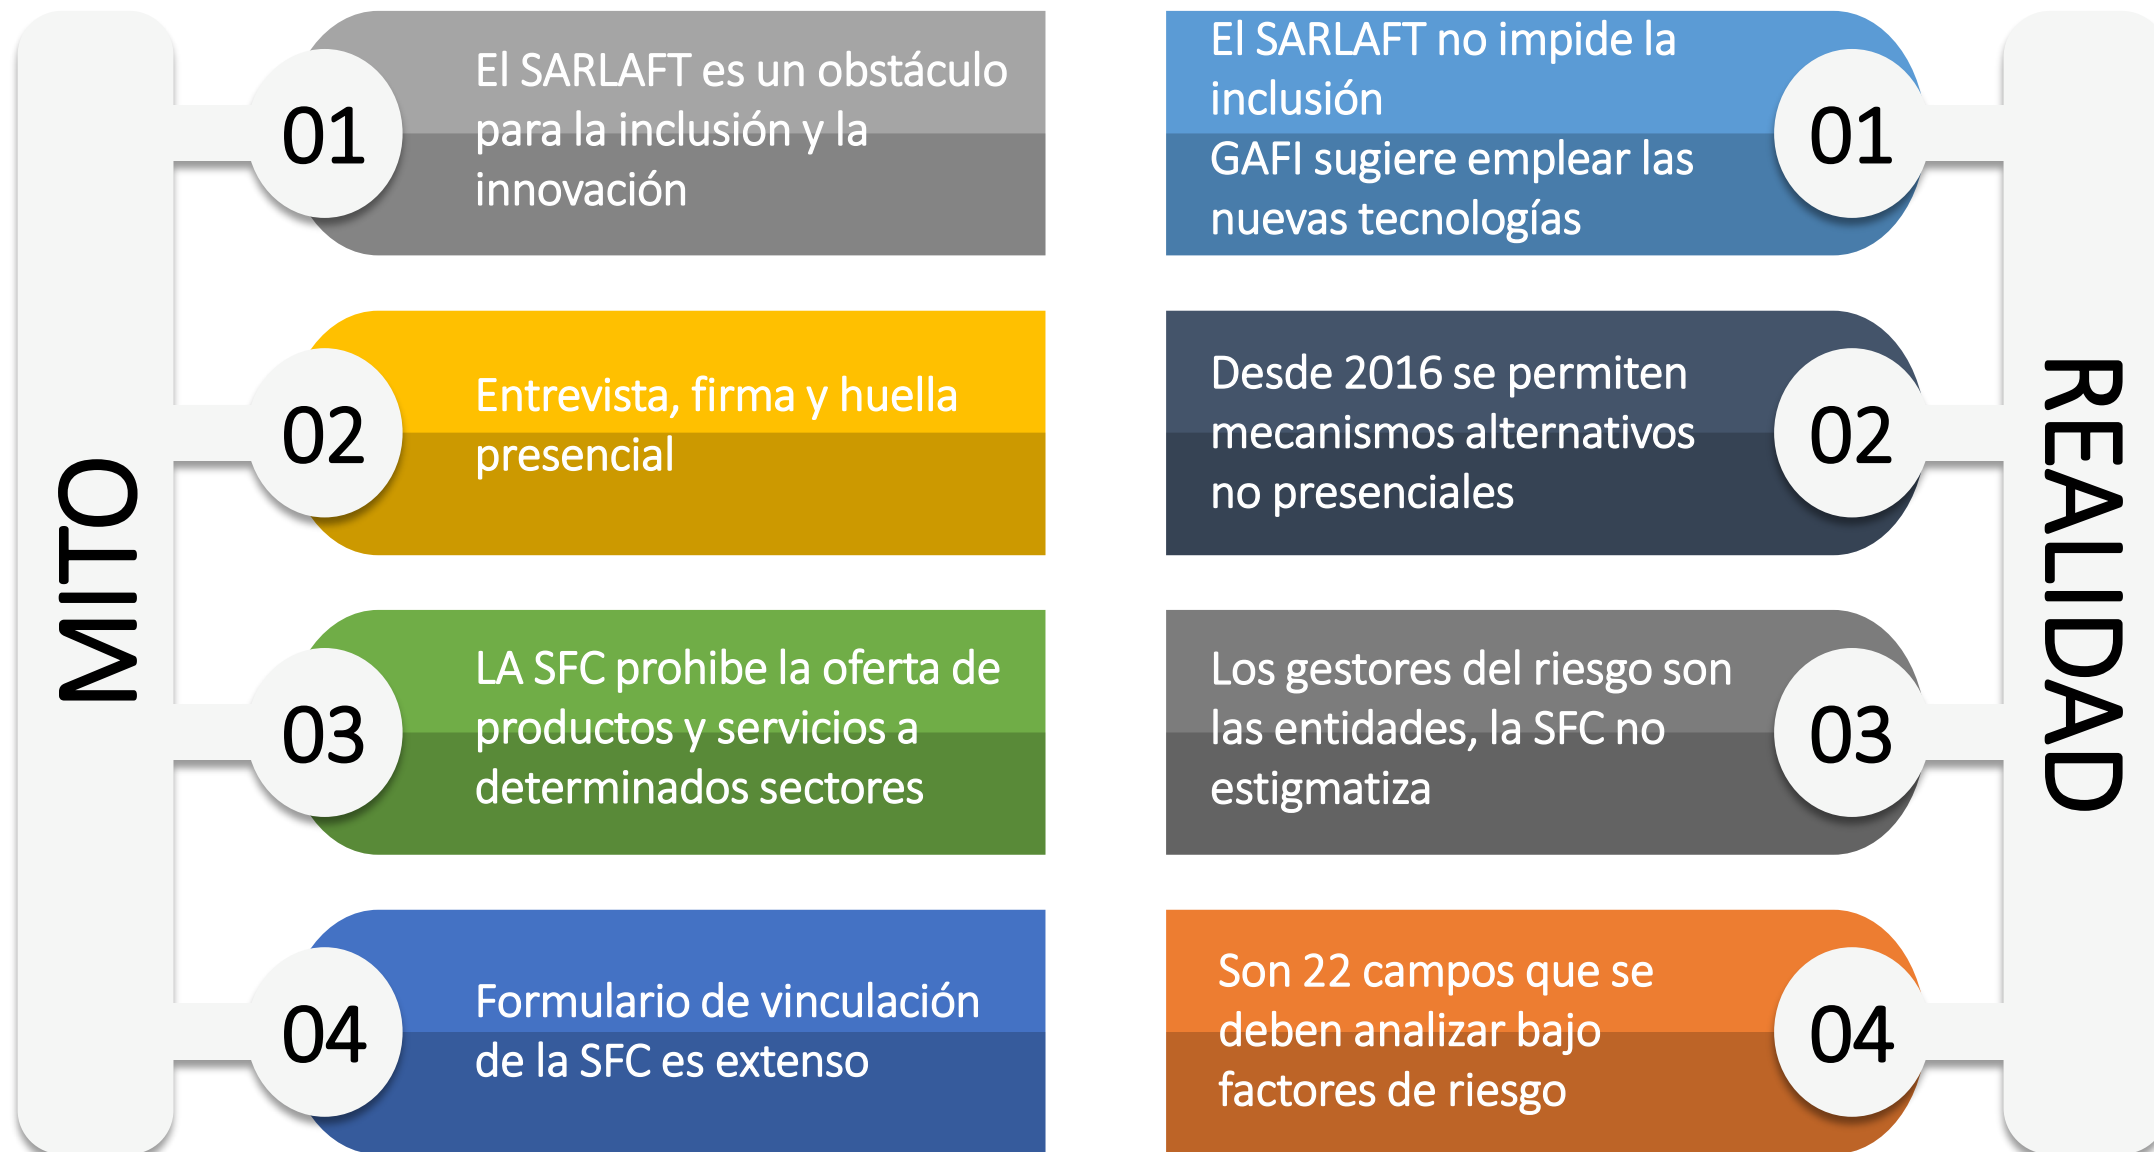 MITO
01
El SARLAFT es un obstáculo
para la inclusión y la
innovación
02
Entrevista, firma y huella
presencial
03
LA SFC prohibe la oferta de
productos y servicios a
determinados sectores
04
Formulario de vinculación
de la SFC es extenso
REALIDAD
El SARLAFT no impide la
inclusión
GAFI sugiere emplear las
nuevas tecnologías
01
Desde 2016 se permiten
mecanismos alternativos
no presenciales
02
Los gestores del riesgo son
las entidades, la SFC no
estigmatiza
03
Son 22 campos que se
deben analizar bajo
factores de riesgo
04